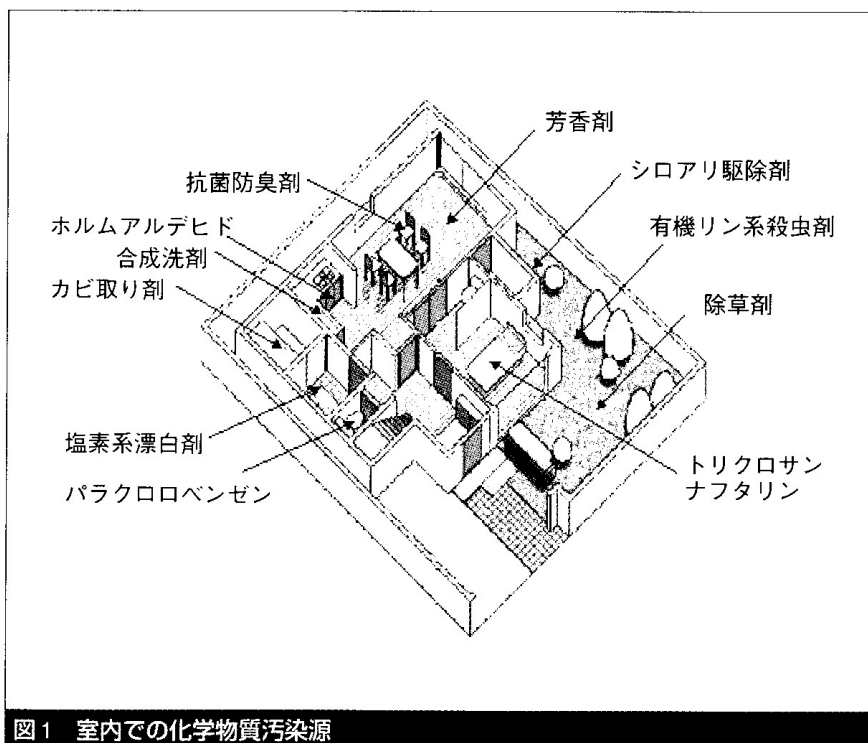 芳香剤
シロアリ駆除剤
抗菌防臭剤
有機リン系殺虫剤
ホルムアルデヒド
合成洗剤
カビ取り剤
除草剤
塩素系漂白剤
トリクロサン
ナフタリン
パラクロロベンゼン
図1 室内での化学物質汚染源